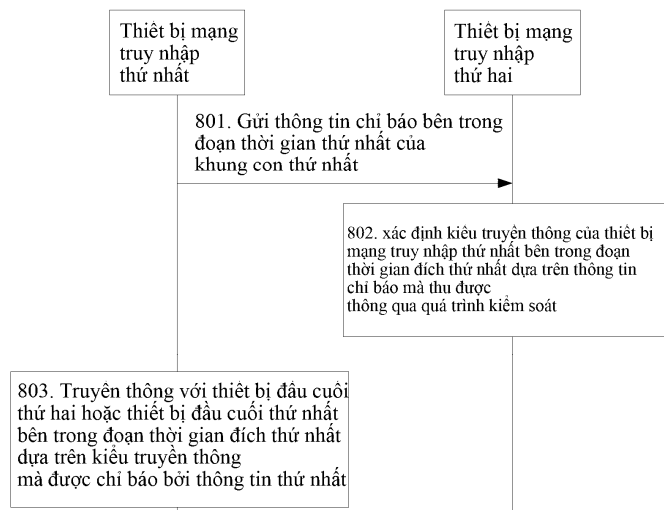 Thiết bị mạng
truy nhập
thứ nhất
Thiết bị mạng
truy nhập
thứ hai
801. Gửi thông tin chỉ báo bên trong
đoạn thời gian thứ nhất của
khung con thứ nhất
802. xác định kiểu truyền thông của thiết bị
mạng truy nhập thứ nhất bên trong đoạn
thời gian đích thứ nhất dựa trên thông tin
chỉ báo mà thu được
thông qua quá trình kiểm soát
803. Truyền thông với thiết bị đầu cuối
thứ hai hoặc thiết bị đầu cuối thứ nhất
bên trong đoạn thời gian đích thứ nhất
dựa trên kiểu truyền thông
mà được chỉ báo bởi thông tin thứ nhất